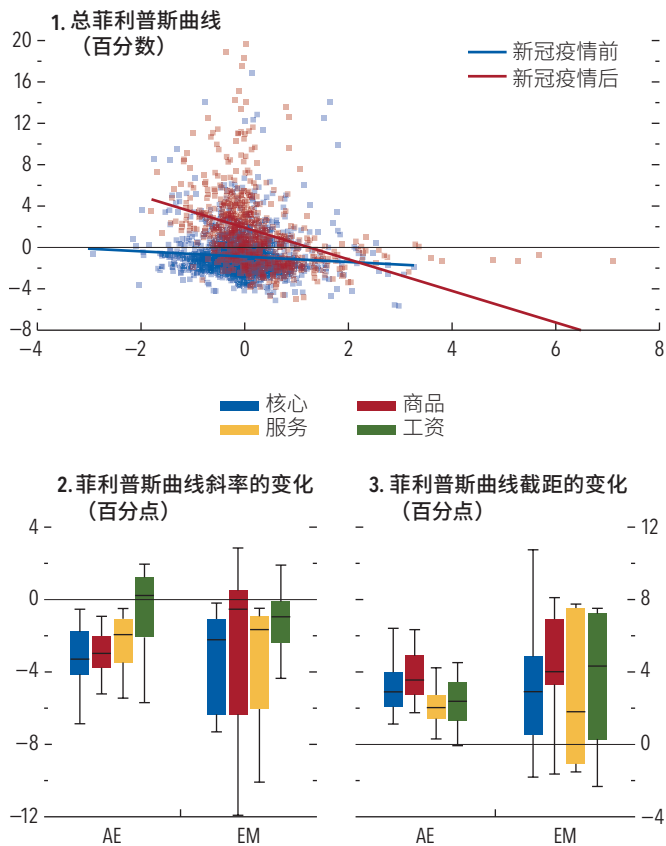 1. 总菲利普斯曲线
（百分数）
20
16
12
8
4
0
−4
−8
新冠疫情前
新冠疫情后
−4
−2
0
2
4
6
8
核心
商品
服务
工资
2. 菲利普斯曲线斜率的变化
（百分点）
4
0
−4
−8
−12
AE
EM
3. 菲利普斯曲线截距的变化
（百分点）
12
8
4
0
−4
AE
EM